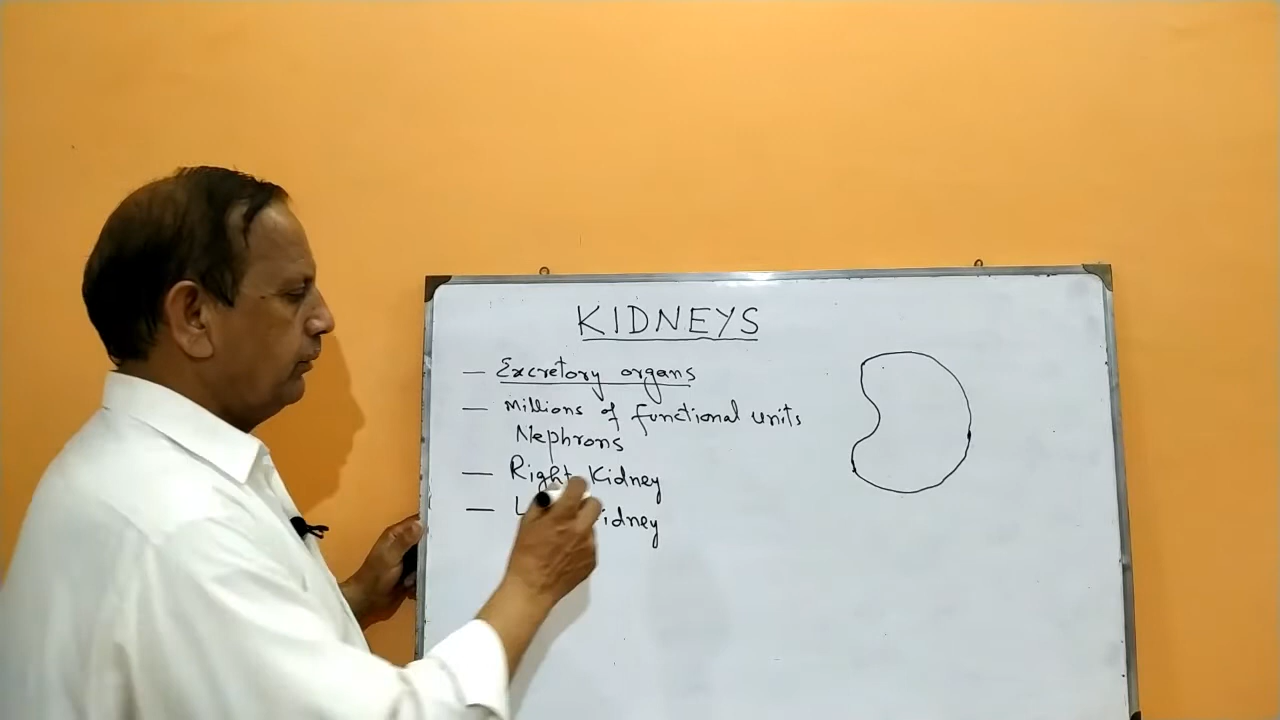 KIDNEYS
— Excretory organs
— Millions of functional units
Nephrons
— Right Kidney
— idney